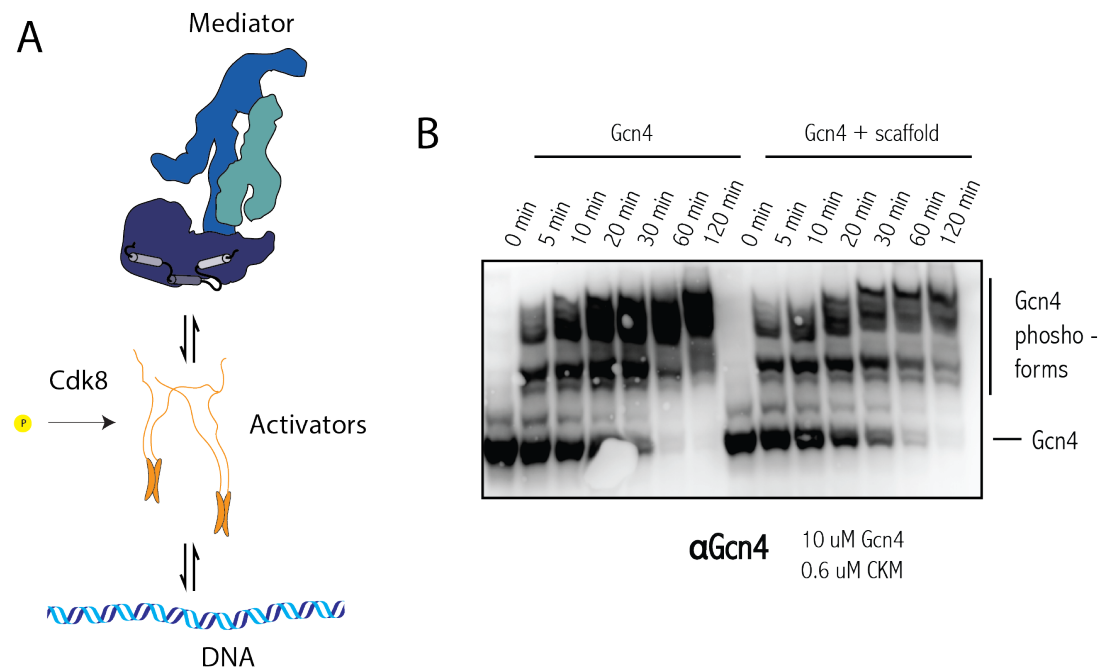 A
Mediator
Cdk8
P
Activators
DNA
B
Gcn4
Gcn4 + scaffold
0 min
5 min
10 min
20 min
30 min
60 min
120 min
0 min
5 min
10 min
20 min
30 min
60 min
120 min
Gcn4
phosho -
forms
Gcn4
αGcn4
10 uM Gcn4
0.6 uM CKM